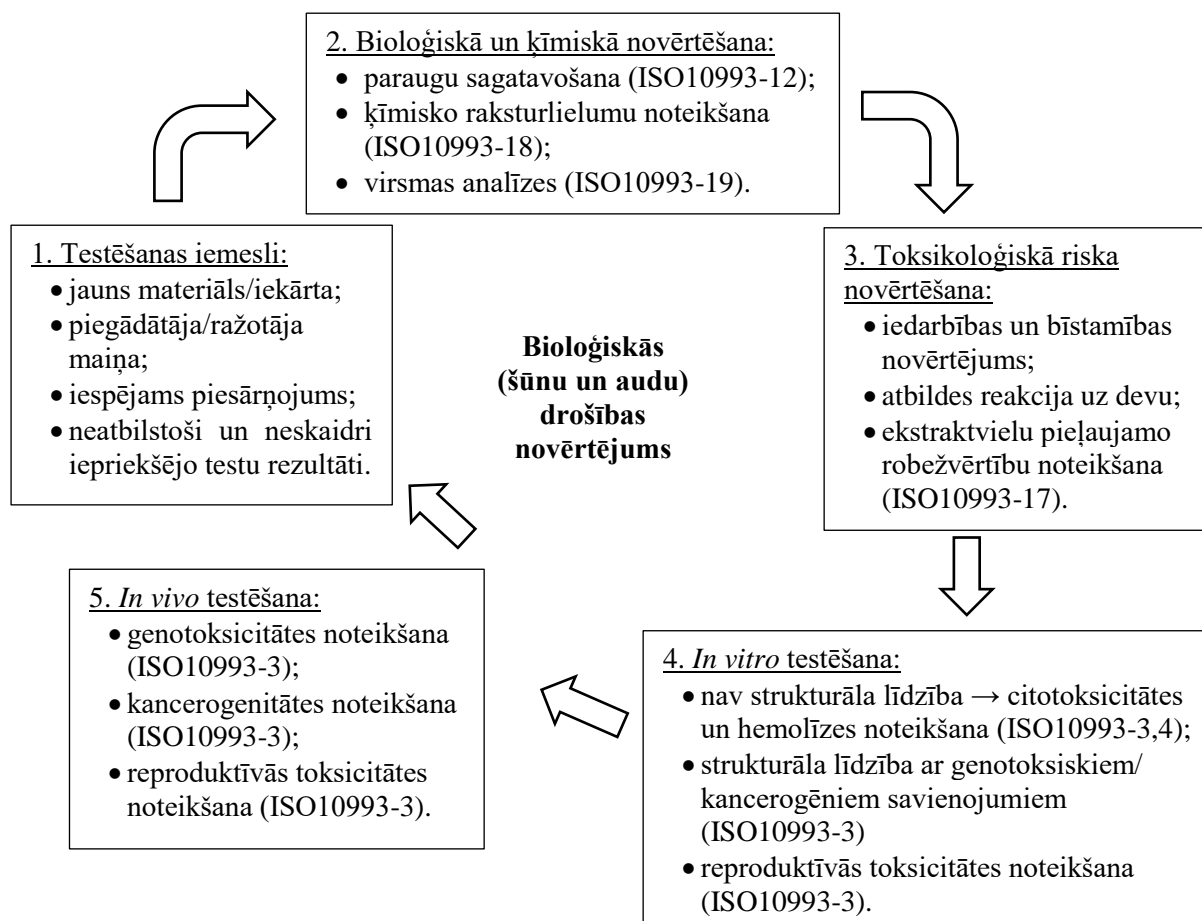 2. Bioloģiskā un ķīmiskā novērtēšana:
• paraugu sagatavošana (ISO10993-12);
• ķīmisko raksturlielumu noteikšana
(ISO10993-18);
• virsmas analīzes (ISO10993-19).
1. Testēšanas iemesli:
• jauns materiāls/iekārta;
• piegādātāja/ražotāja
maiņa;
• iespējams piesārņojums;
• neatbilstoši un neskaidri
iepriekšējo testu rezultāti.
Bioloģiskās
(šūnu un audu)
drošības
novērtējums
3. Toksikoloģiskā riska
novērtēšana:
• iedarbības un bīstamības
novērtējums;
• atbildes reakcija uz devu;
• ekstraktvielu pieļaujamo
robežvērtību noteikšana
(ISO10993-17).
4. In vitro testēšana:
• nav strukturāla līdzība → citotoksicitātes
un hemolīzes noteikšana (ISO10993-3,4);
• strukturāla līdzība ar genotoksiskiem/
kancerogēniem savienojumiem
(ISO10993-3)
• reproduktīvās toksicitātes noteikšana
(ISO10993-3).
5. In vivo testēšana:
• genotoksicitātes noteikšana
(ISO10993-3);
• kancerogenitātes noteikšana
(ISO10993-3);
• reproduktīvās toksicitātes
noteikšana (ISO10993-3).